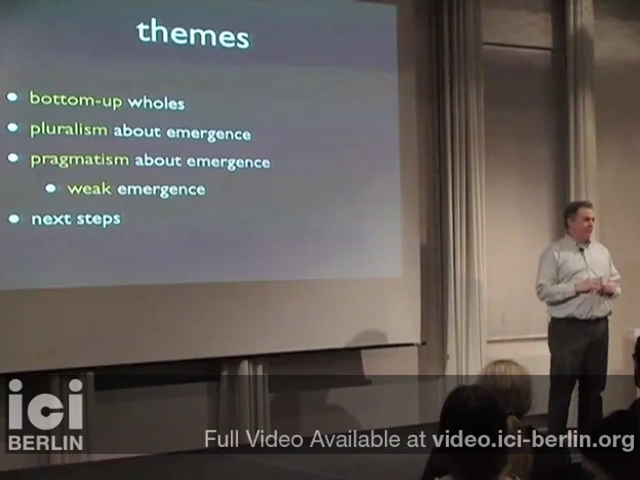 themes
bottom-up wholes
pluralism about emergence
pragmatism about emergence
weak emergence
next steps
ici
BERLIN
Full Video Available at video.ici-berlin.org